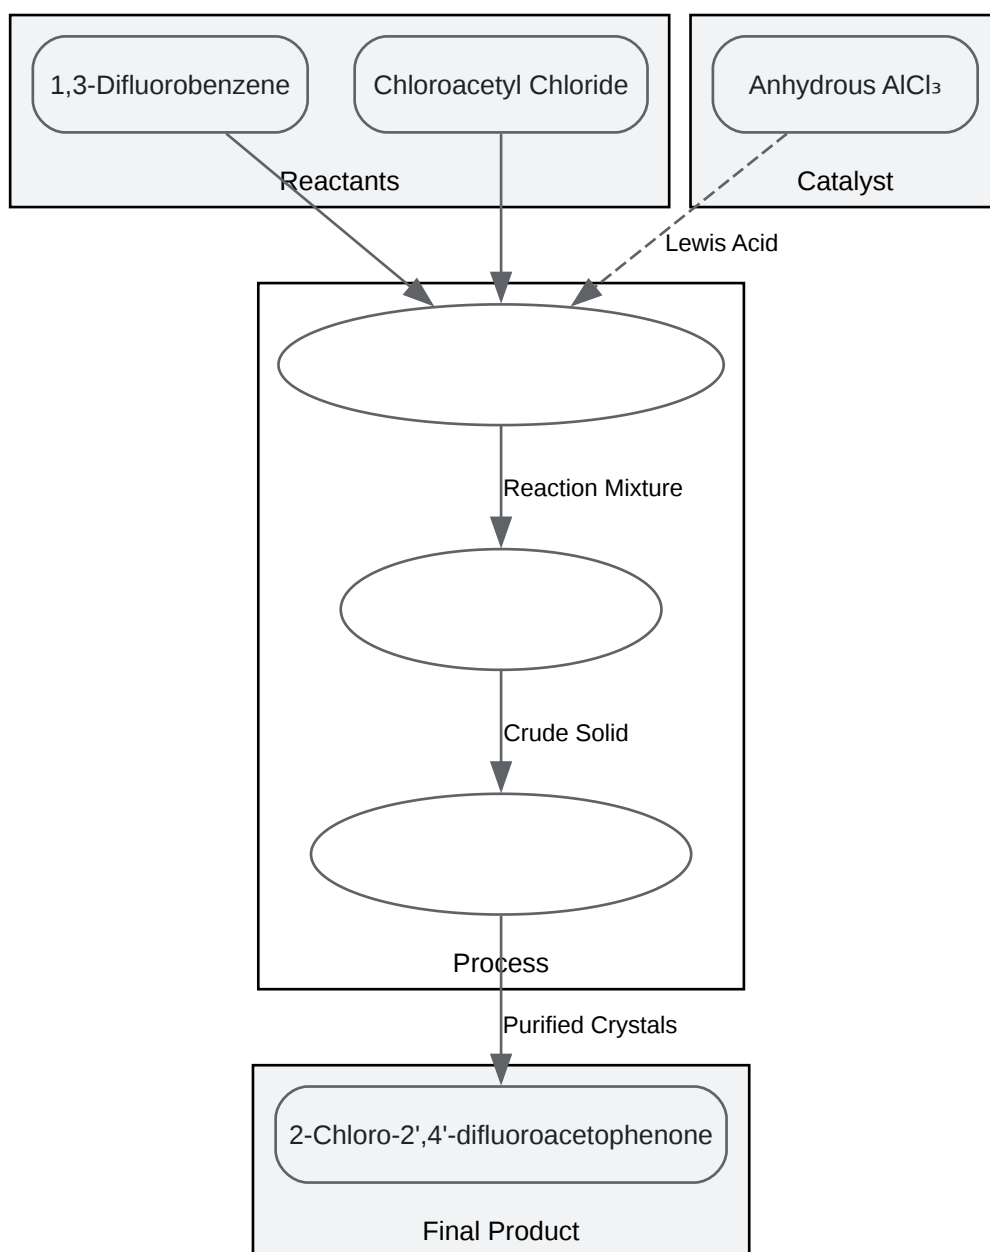 1,3-Difluorobenzene
Chloroacetyl Chloride
Anhydrous AlCl₃
Reactants
Catalyst
Lewis Acid
Reaction Mixture
Crude Solid
Process
Purified Crystals
2-Chloro-2',4'-difluoroacetophenone
Final Product